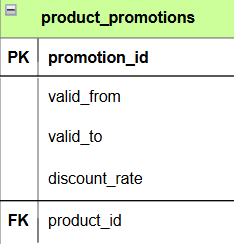 product_promotions
PK promotion_id
valid_from
valid_to
discount_rate
FK product_id